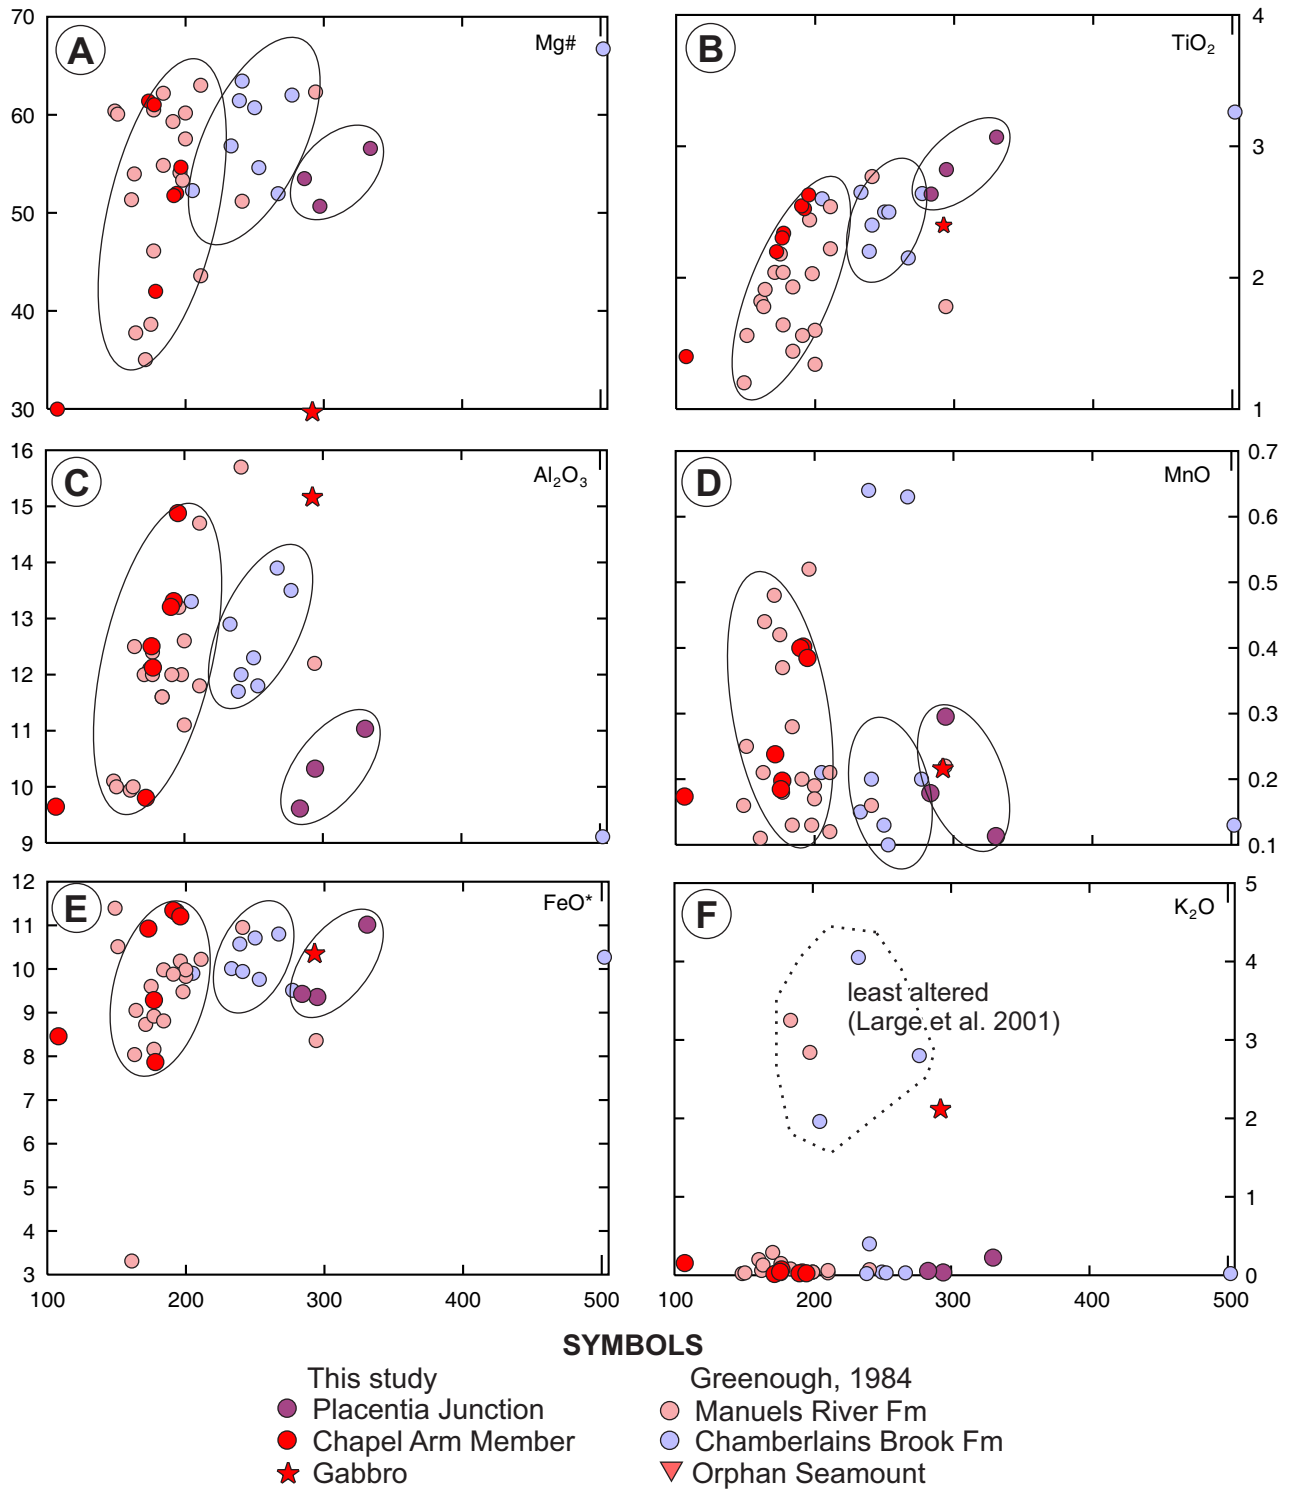 70
60
50
40
30
A
Mg#
B
TiO₂
4
3
2
1
16
15
14
13
12
11
10
9
C
Al₂O₃
D
MnO
0.7
0.6
0.5
0.4
0.3
0.2
0.1
12
11
10
9
8
7
6
5
4
3
E
FeO*
F
K₂O
least altered
(Large et al. 2001)
5
4
3
2
1
0
100 200 300 400 500
100 200 300 400 500
SYMBOLS
This study
Placentia Junction
Chapel Arm Member
Gabbro
Greenough, 1984
Manuels River Fm
Chamberlains Brook Fm
Orphan Seamount